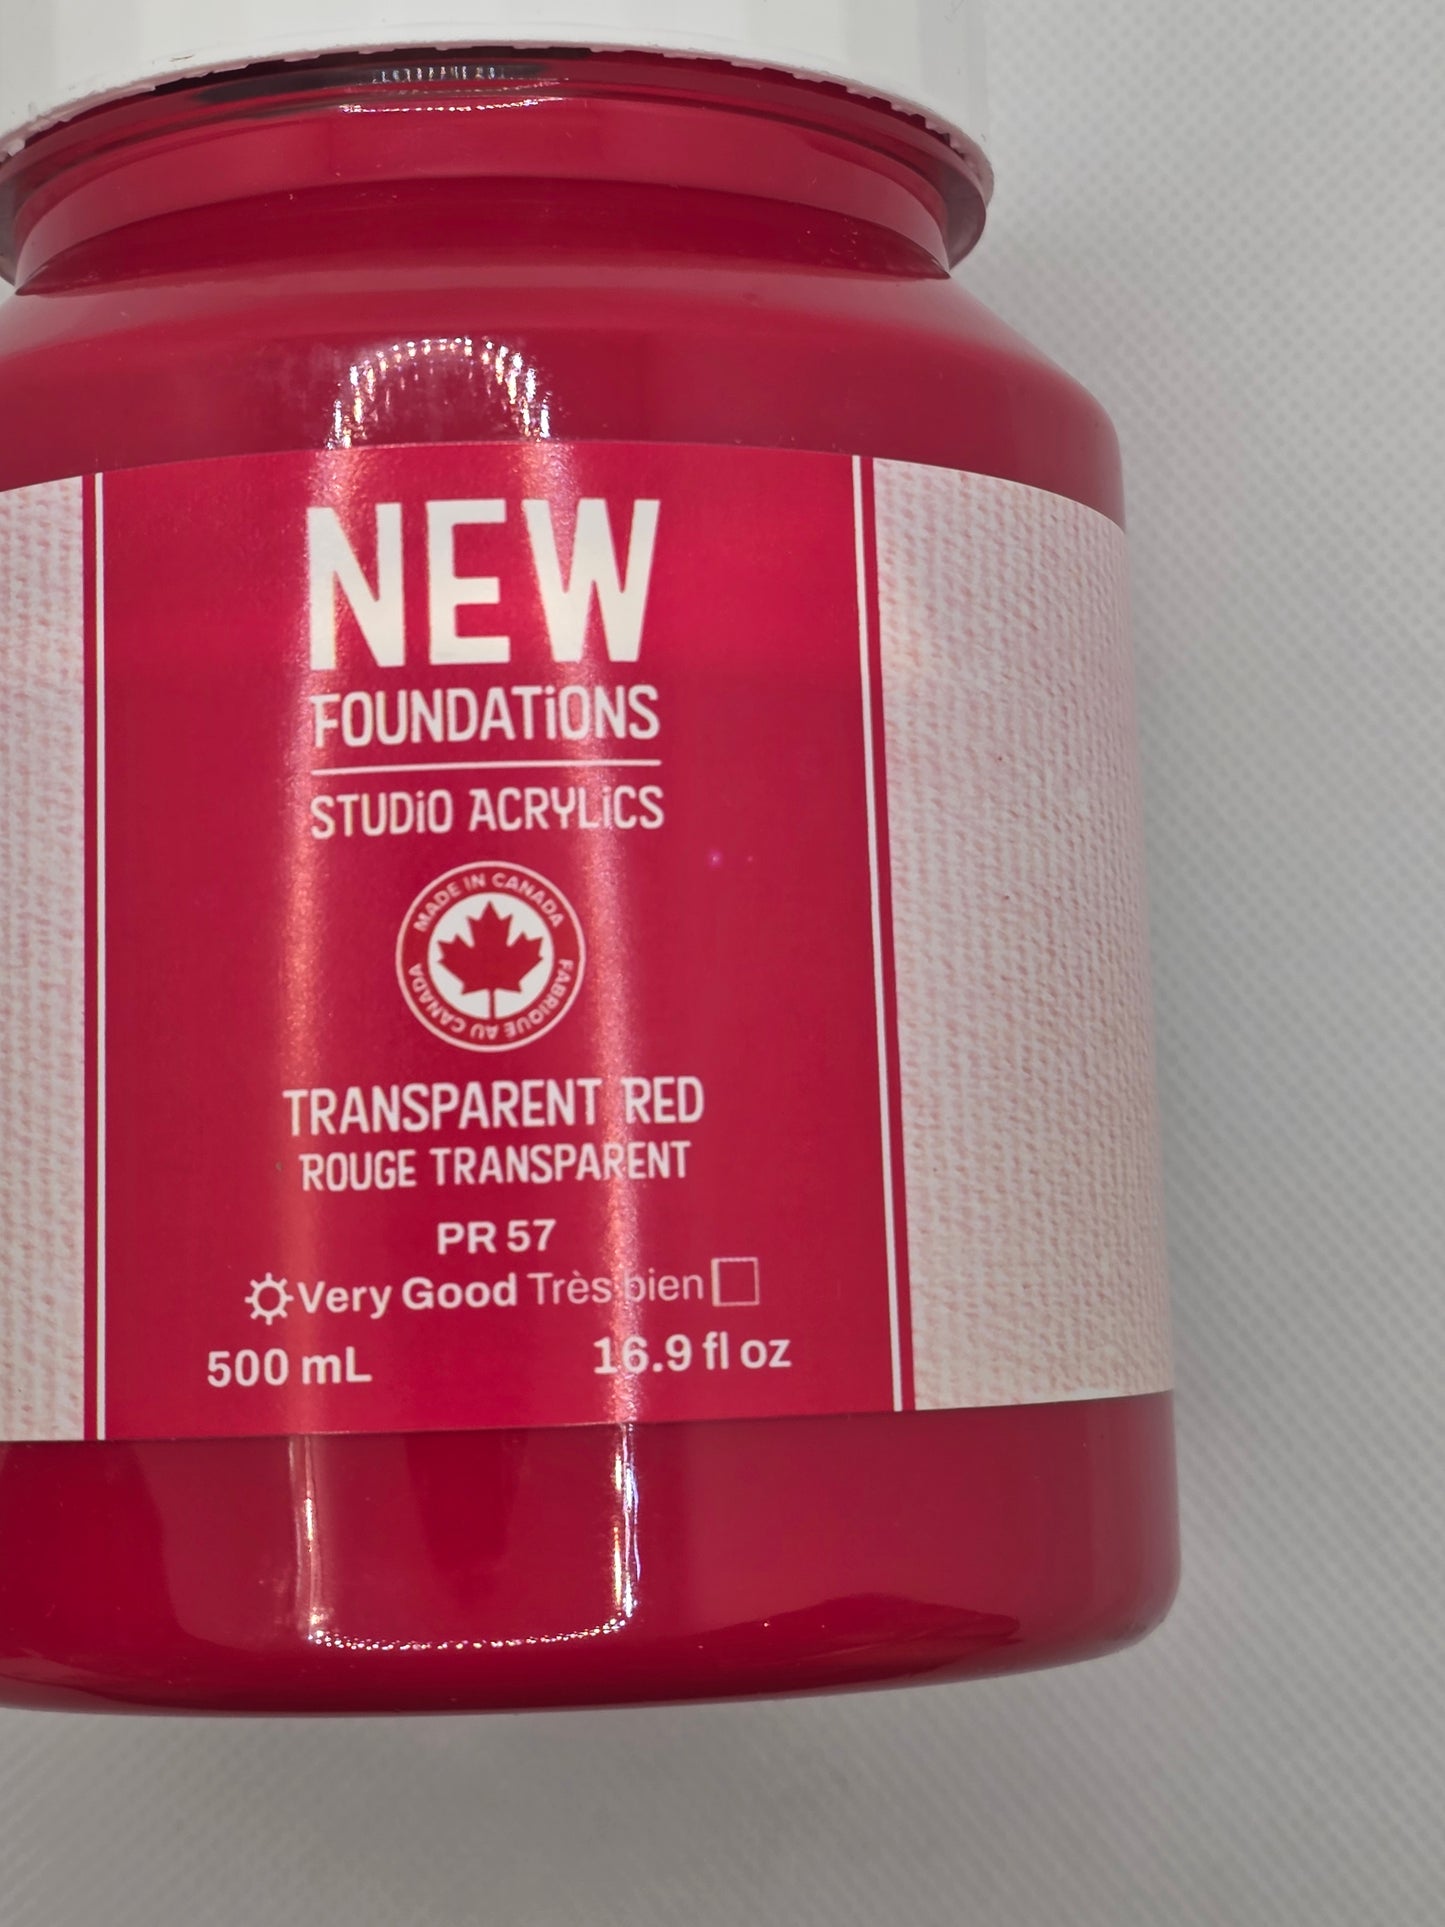 NEW
FOUNDATiONS
STUDiO ACRYLiCS
MADE IN CANADA
FABRIQUE AU CANADA
TRANSPARENT RED
ROUGE TRANSPARENT
PR 57
Very Good Très bien
500 mL 16.9 fl oz